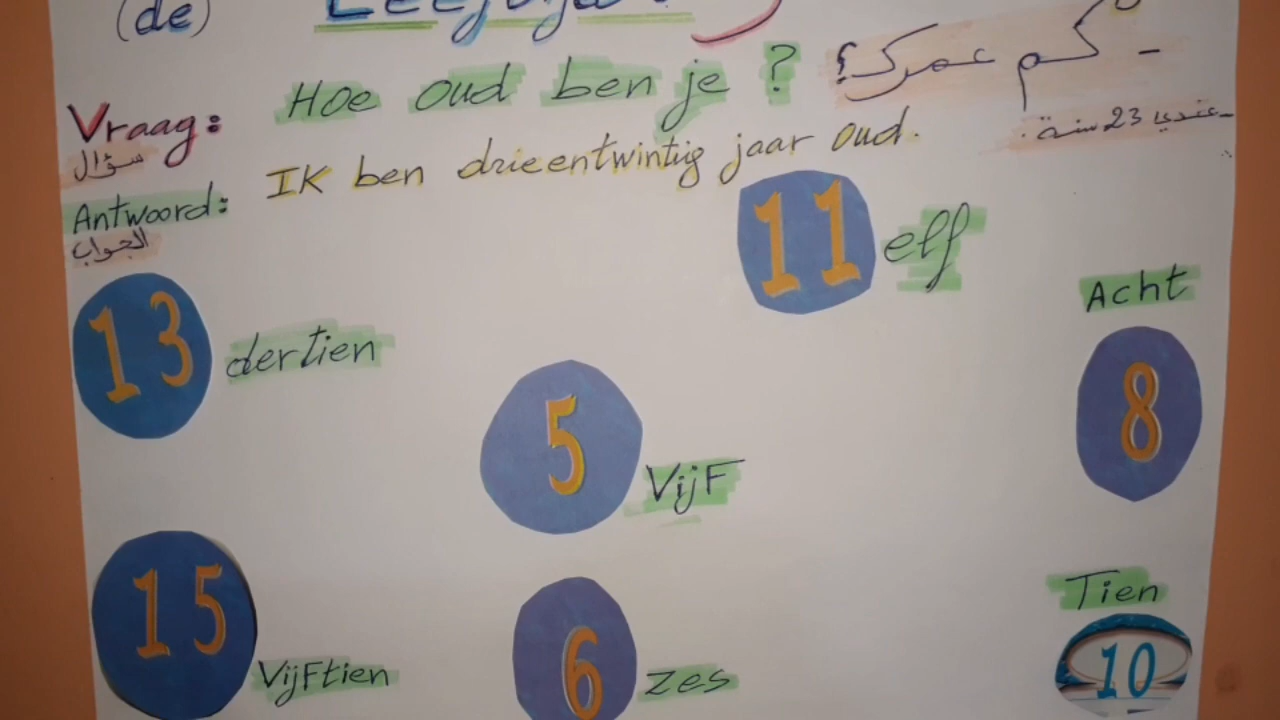 (de) Leeftijd
Hoe oud ben je ? - كم عمرك؟
Vraag:
سؤال
Ik ben drieentwintig jaar oud. - عندي 23 سنة.
Antwoord:
الجواب
11 elf
Acht
13 dertien
8
5
Vijf
15
Vijftien
6 zes
Tien
10